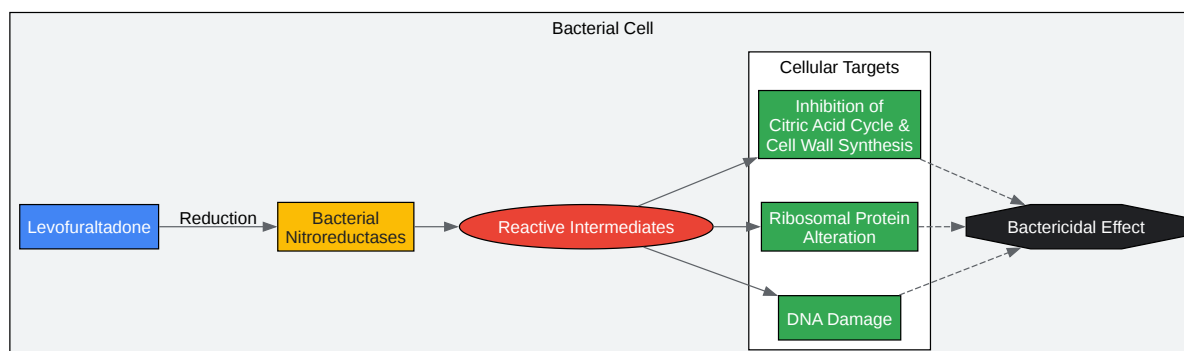 Bacterial Cell
Cellular Targets
Inhibition of
Citric Acid Cycle &
Cell Wall Synthesis
Levofuraltadone
Reduction
Bacterial
Nitroreductases
Reactive Intermediates
Ribosomal Protein
Alteration
Bactericidal Effect
DNA Damage